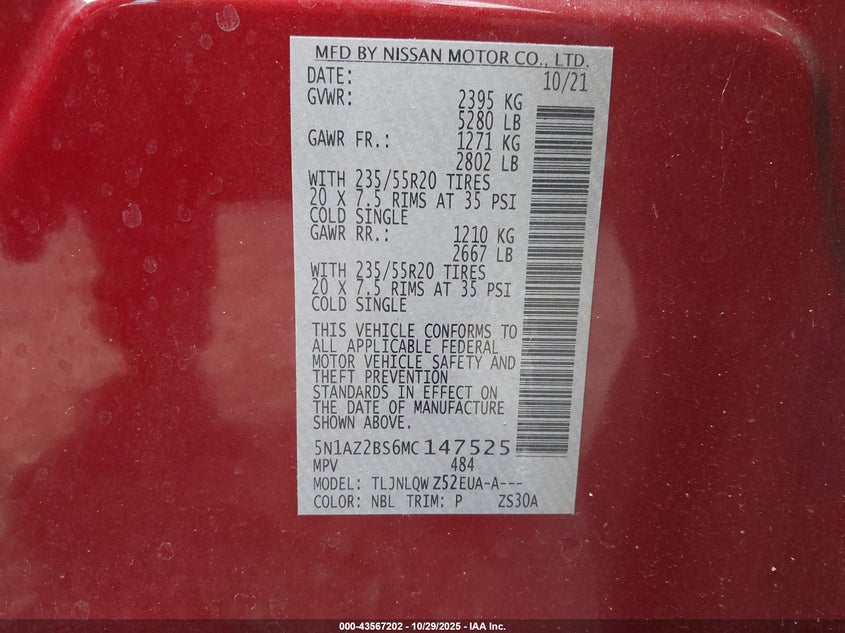 MFD BY NISSAN MOTOR CO., LTD.
DATE: 10/21
GVWR: 2395 KG
5280 LB
GAWR FR.: 1271 KG
2802 LB
WITH 235/55R20 TIRES
20 X 7.5 RIMS AT 35 PSI
COLD SINGLE
GAWR RR.: 1210 KG
2667 LB
WITH 235/55R20 TIRES
20 X 7.5 RIMS AT 35 PSI
COLD SINGLE
THIS VEHICLE CONFORMS TO
ALL APPLICABLE FEDERAL
MOTOR VEHICLE SAFETY AND
THEFT PREVENTION
STANDARDS IN EFFECT ON
THE DATE OF MANUFACTURE
SHOWN ABOVE.
5N1AZ2BS6MC147525
MPV 484
MODEL: TLJNLQW Z52EUA-A---
COLOR: NBL TRIM: P ZS30A
000-43567202 - 10/29/2025 - IAA Inc.